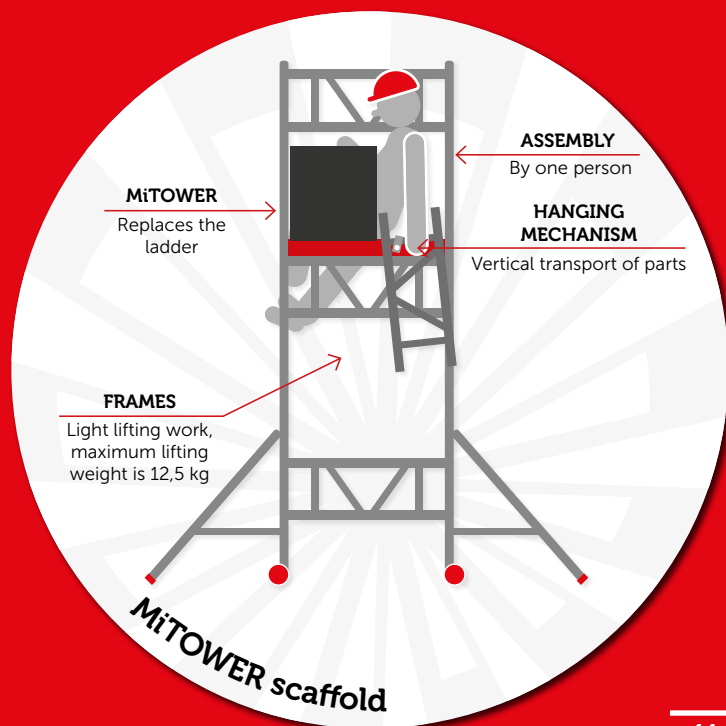 ASSEMBLY
By one person
MiTOWER
Replaces the
ladder
HANGING
MECHANISM
Vertical transport of parts
FRAMES
Light lifting work,
maximum lifting
weight is 12,5 kg
MiTOWER scaffold